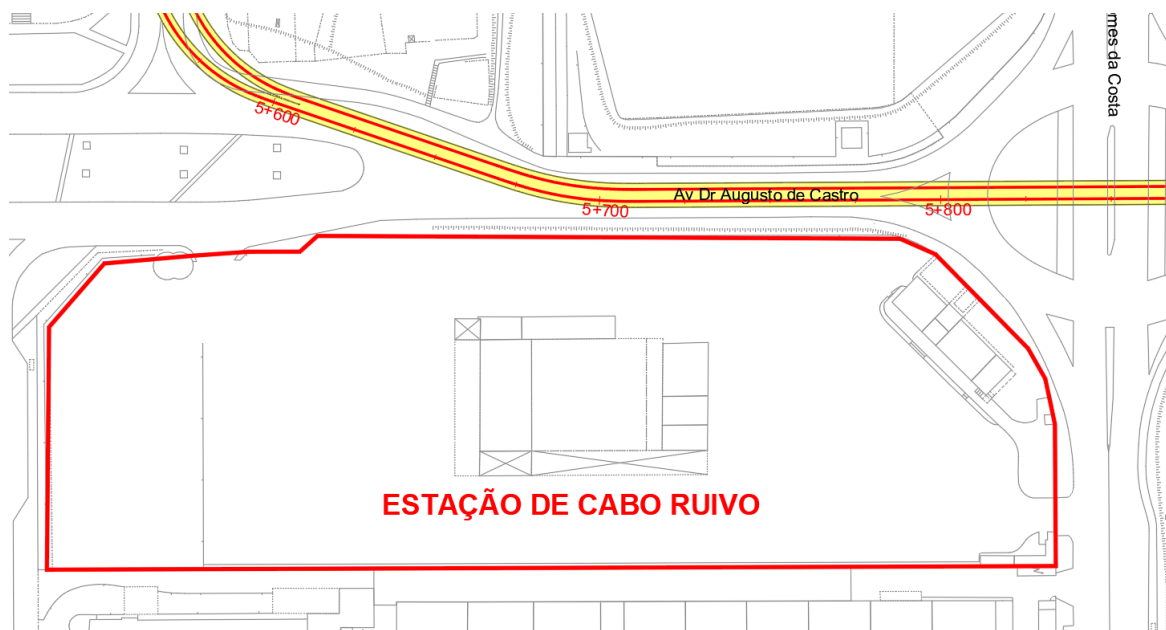 mes da Costa
5+600
Av Dr Augusto de Castro
5+700
5+800
ESTAÇÃO DE CABO RUIVO